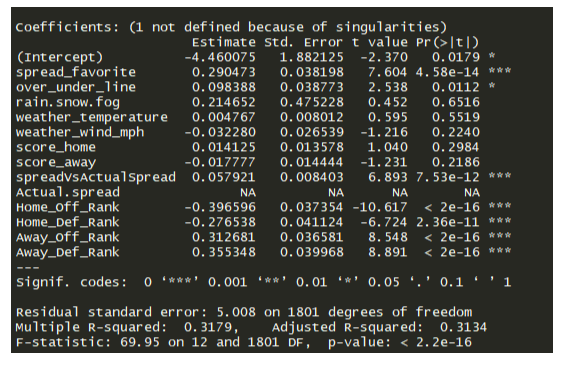 Coefficients: (1 not defined because of singularities)
Estimate Std. Error t value Pr(>|t|)
(Intercept) -4.460075 1.882125 -2.370 0.0179 *
spread_favorite 0.290473 0.038198 7.604 4.58e-14 ***
over_under_line 0.098388 0.038773 2.538 0.0112 *
rain.snow.fog 0.214652 0.475228 0.452 0.6516
weather_temperature 0.004767 0.008012 0.595 0.5519
weather_wind_mph -0.032280 0.026539 -1.216 0.2240
score_home 0.014125 0.013578 1.040 0.2984
score_away -0.017777 0.014444 -1.231 0.2186
spreadVsActualSpread 0.057921 0.008403 6.893 7.53e-12 ***
Actual.spread NA NA NA NA
Home_Off_Rank -0.396596 0.037354 -10.617 < 2e-16 ***
Home_Def_Rank -0.276538 0.041124 -6.724 2.36e-11 ***
Away_Off_Rank 0.312681 0.036581 8.548 < 2e-16 ***
Away_Def_Rank 0.355348 0.039968 8.891 < 2e-16 ***
---
Signif. codes: 0 ‘***’ 0.001 ‘**’ 0.01 ‘*’ 0.05 ‘.’ 0.1 ‘ ’ 1
Residual standard error: 5.008 on 1801 degrees of freedom
Multiple R-squared: 0.3179, Adjusted R-squared: 0.3134
F-statistic: 69.95 on 12 and 1801 DF, p-value: < 2.2e-16